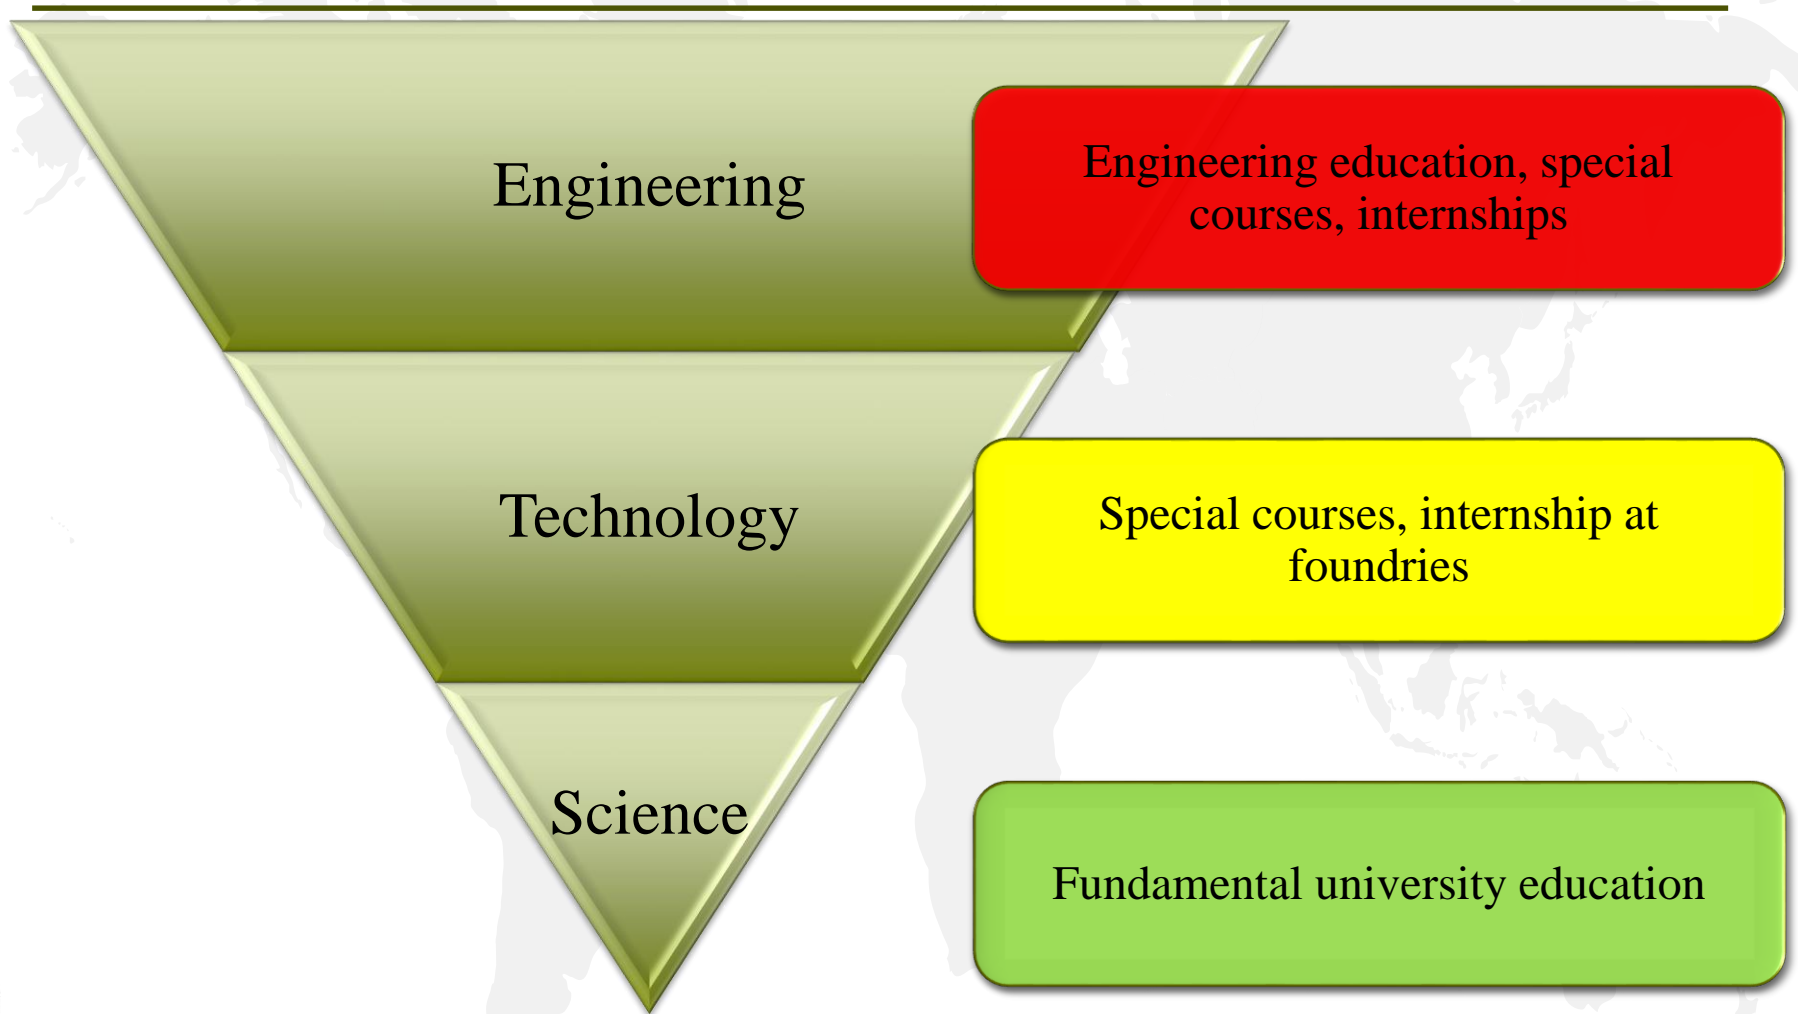 Engineering
Engineering education, special
courses, internships
Technology
Special courses, internship at
foundries
Science
Fundamental university education